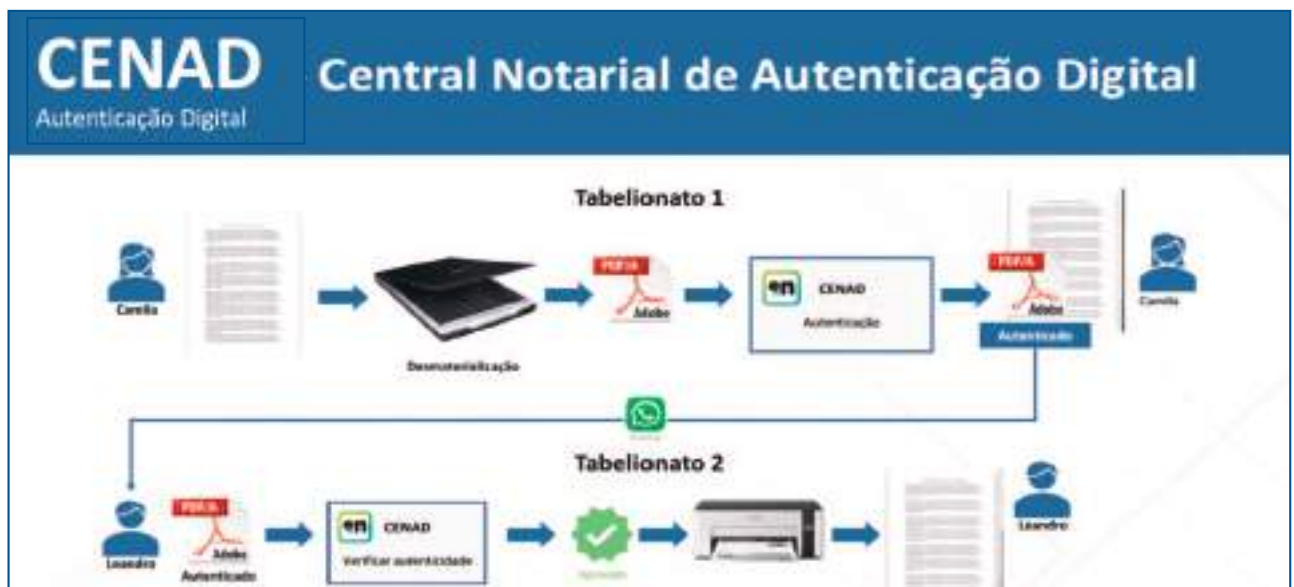 CENAD
Autenticação Digital
Central Notarial de Autenticação Digital
Tabelionato 1
Camila
Desmaterialização
PDF/A
Adobe
CENAD
Autenticação
PDF/A
Adobe
Autenticado
Camila
Tabelionato 2
Leandro
PDF/A
Adobe
Autenticado
en CENAD
Verificar autenticidade
Leandro